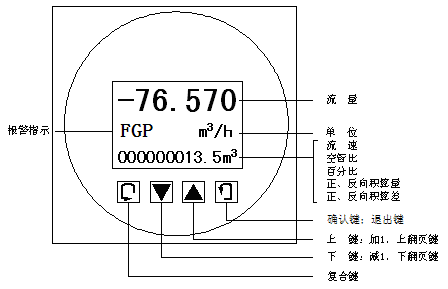 -76.570
流 量
报警指示
FGP
m³/h
单 位
流 速
000000013.5m³
空管比
百分比
正、反向积算量
正、反向积算差
确认键；退出键
上 键：加1，上翻页键
下 键：减1，下翻页键
复合键